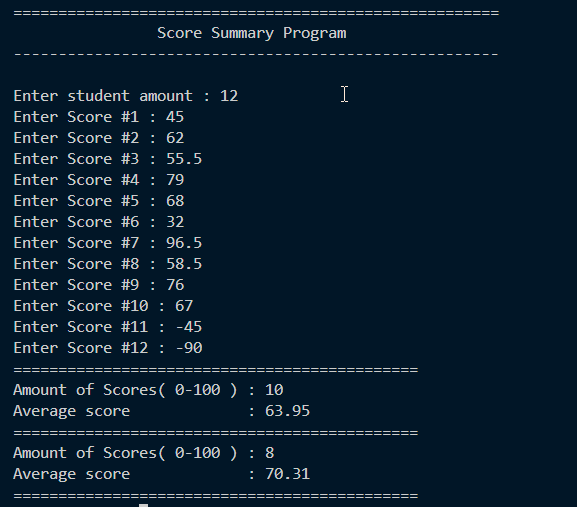 ======================================================
                Score Summary Program
------------------------------------------------------

Enter student amount : 12
Enter Score #1 : 45
Enter Score #2 : 62
Enter Score #3 : 55.5
Enter Score #4 : 79
Enter Score #5 : 68
Enter Score #6 : 32
Enter Score #7 : 96.5
Enter Score #8 : 58.5
Enter Score #9 : 76
Enter Score #10 : 67
Enter Score #11 : -45
Enter Score #12 : -90
=============================================
Amount of Scores( 0-100 ) : 10
Average score             : 63.95
=============================================
Amount of Scores( 0-100 ) : 8
Average score             : 70.31
=============================================